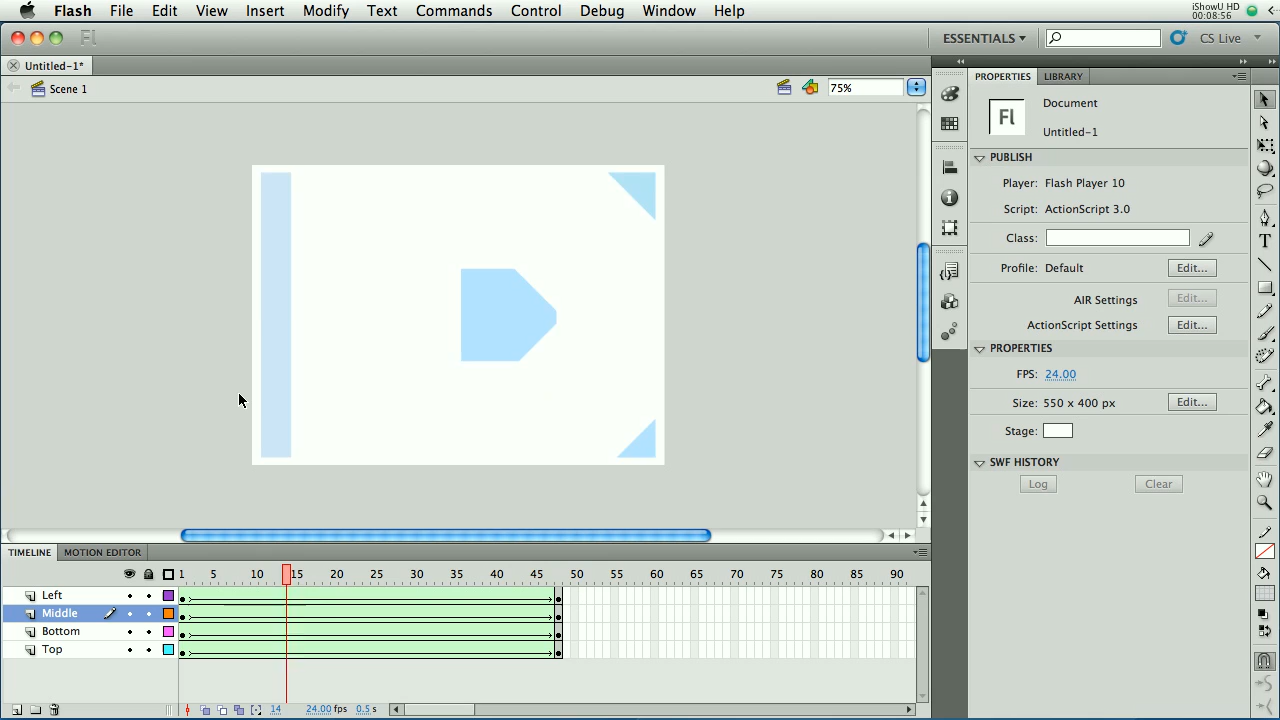 Flash File Edit View Insert Modify Text Commands Control Debug Window Help
iShowU HD
00:08:56
Fl
ESSENTIALS
CS Live
Untitled-1*
Scene 1
75%
PROPERTIES LIBRARY
Fl
Document
Untitled-1
PUBLISH
Player: Flash Player 10
Script: ActionScript 3.0
Class:
Profile: Default Edit...
AIR Settings Edit...
ActionScript Settings Edit...
PROPERTIES
FPS: 24.00
Size: 550 x 400 px Edit...
Stage:
SWF HISTORY
Log Clear
TIMELINE MOTION EDITOR
1 5 10 15 20 25 30 35 40 45 50 55 60 65 70 75 80 85 90
Left
Middle
Bottom
Top
14 24.00 fps 0.5 s